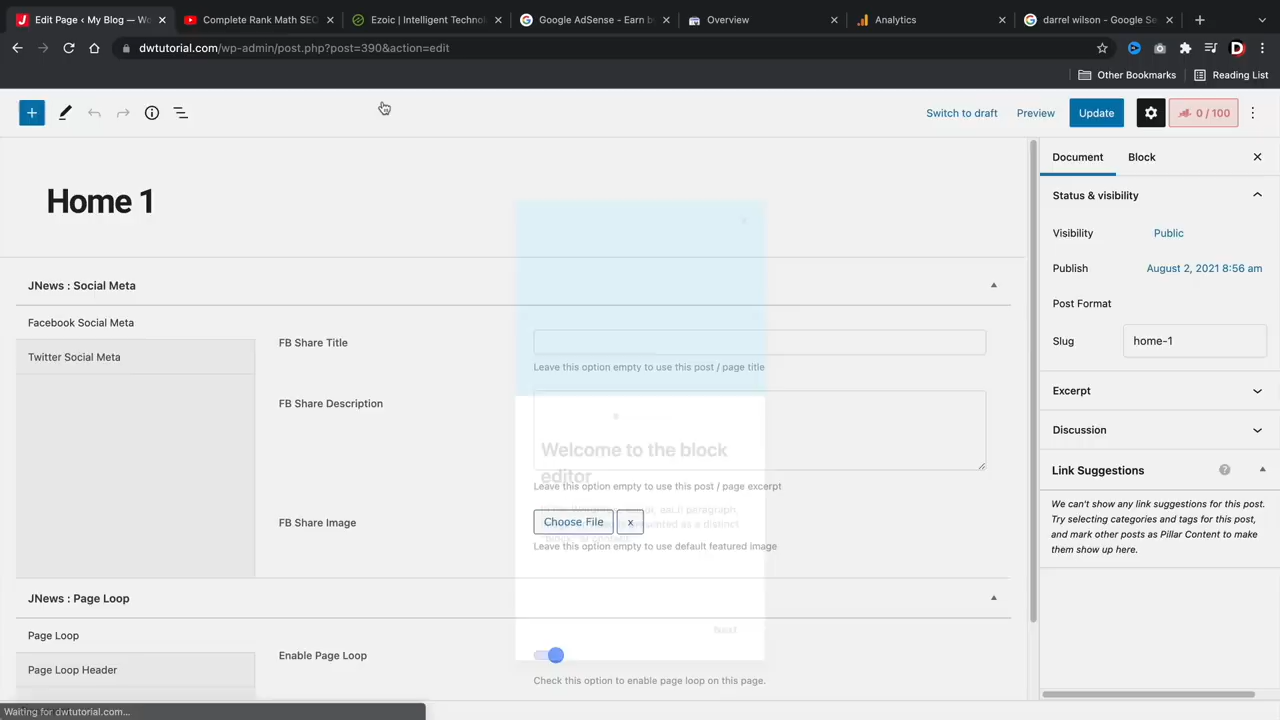 Edit Page ‹ My Blog — Wo
Complete Rank Math SEO
Ezoic | Intelligent Technol
Google AdSense - Earn
Overview
Analytics
darrel wilson - Google Se
dwtutorial.com/wp-admin/post.php?post=390&action=edit
Other Bookmarks
Reading List
Switch to draft
Preview
Update
0 / 100
Home 1
Document
Block
Status & visibility
Visibility
Public
Publish
August 2, 2021 8:56 am
Post Format
Slug
home-1
Excerpt
Discussion
Link Suggestions
We can't show any link suggestions for this post.
Try selecting categories and tags for this post,
and mark other posts as Pillar Content to make
them show up here.
JNews : Social Meta
Facebook Social Meta
Twitter Social Meta
FB Share Title
Leave this option empty to use this post / page title
FB Share Description
Welcome to the block
editor
Leave this option empty to use this post / page excerpt
FB Share Image
Choose File
x
Leave this option empty to use default featured image
JNews : Page Loop
Page Loop
Page Loop Header
Enable Page Loop
Check this option to enable page loop on this page.
Waiting for dwtutorial.com...